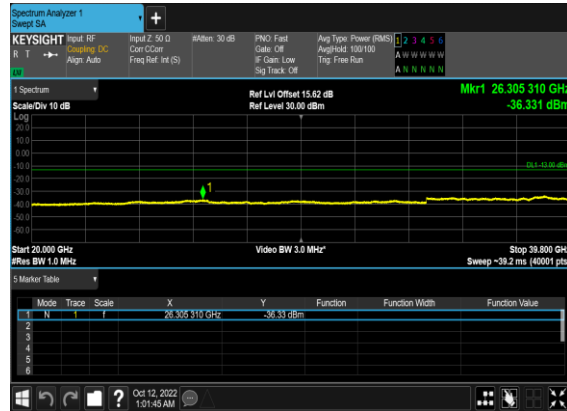 Spectrum Analyzer 1
Swept SA
+
KEYSIGHT Input: RF Input Z: 50 Ω #Atten: 30 dB PNO: Fast Avg Type: Power (RMS) 1 2 3 4 5 6
R T Coupling: DC Corr CCorr Gate: Off Avg|Hold: 100/100 A W W W W W
Align: Auto Freq Ref: Int (S) IF Gain: Low Trig: Free Run
Sig Track: Off A N N N N N
1 Spectrum Ref Lvl Offset 15.62 dB Mkr1 26.305 310 GHz
Scale/Div 10 dB Ref Level 30.00 dBm -36.331 dBm
Log
20.0
10.0
0.00
-10.0 DL1 -13.00 dBm
-20.0
-30.0 1
-40.0
-50.0
-60.0
Start 20.000 GHz Video BW 3.0 MHz* Stop 39.800 GHz
#Res BW 1.0 MHz Sweep ~39.2 ms (40001 pts)
5 Marker Table
Mode Trace Scale X Y Function Function Width Function Value
1 N 1 f 26.305 310 GHz -36.33 dBm
2
3
4
5
6
? Oct 12, 2022
1:01:45 AM